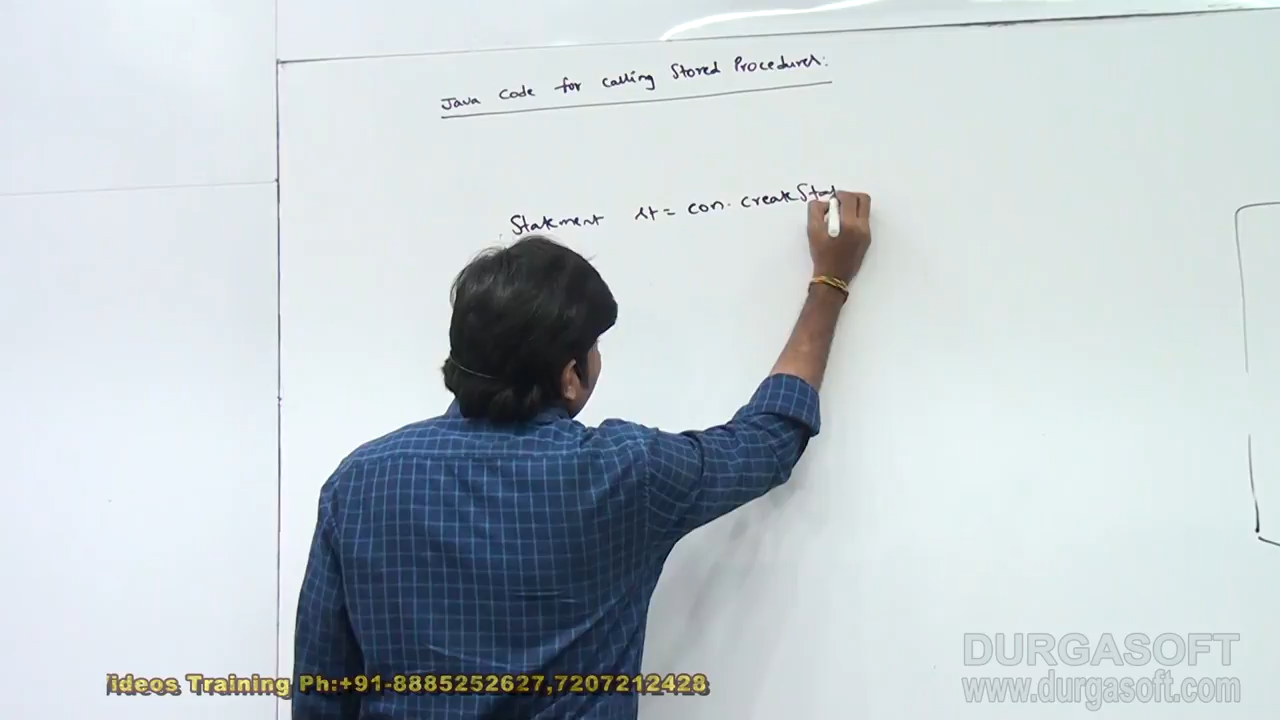 Java Code for calling Stored Procedures:
Statement st = con. createSta
DURGASOFT
www.durgasoft.com
ideos Training Ph:+91-8885252627,7207212428